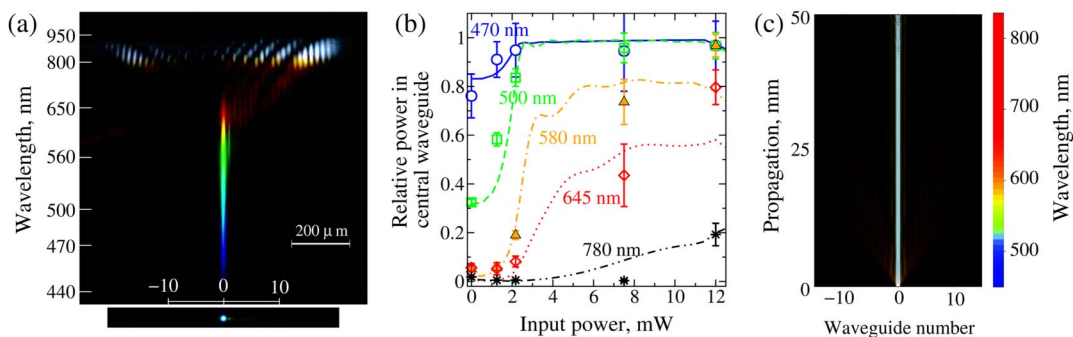 (a)
Wavelength, nm
950
800
650
560
500
470
440
200 μm
−10 0 10
(b)
Relative power in
central waveguide
1
0.8
0.6
0.4
0.2
0
470 nm
500 nm
580 nm
645 nm
780 nm
0 2 4 6 8 10 12
Input power, mW
(c)
Propagation, mm
50
25
0
−10 0 10
Waveguide number
800
700
600
500
Wavelength, nm